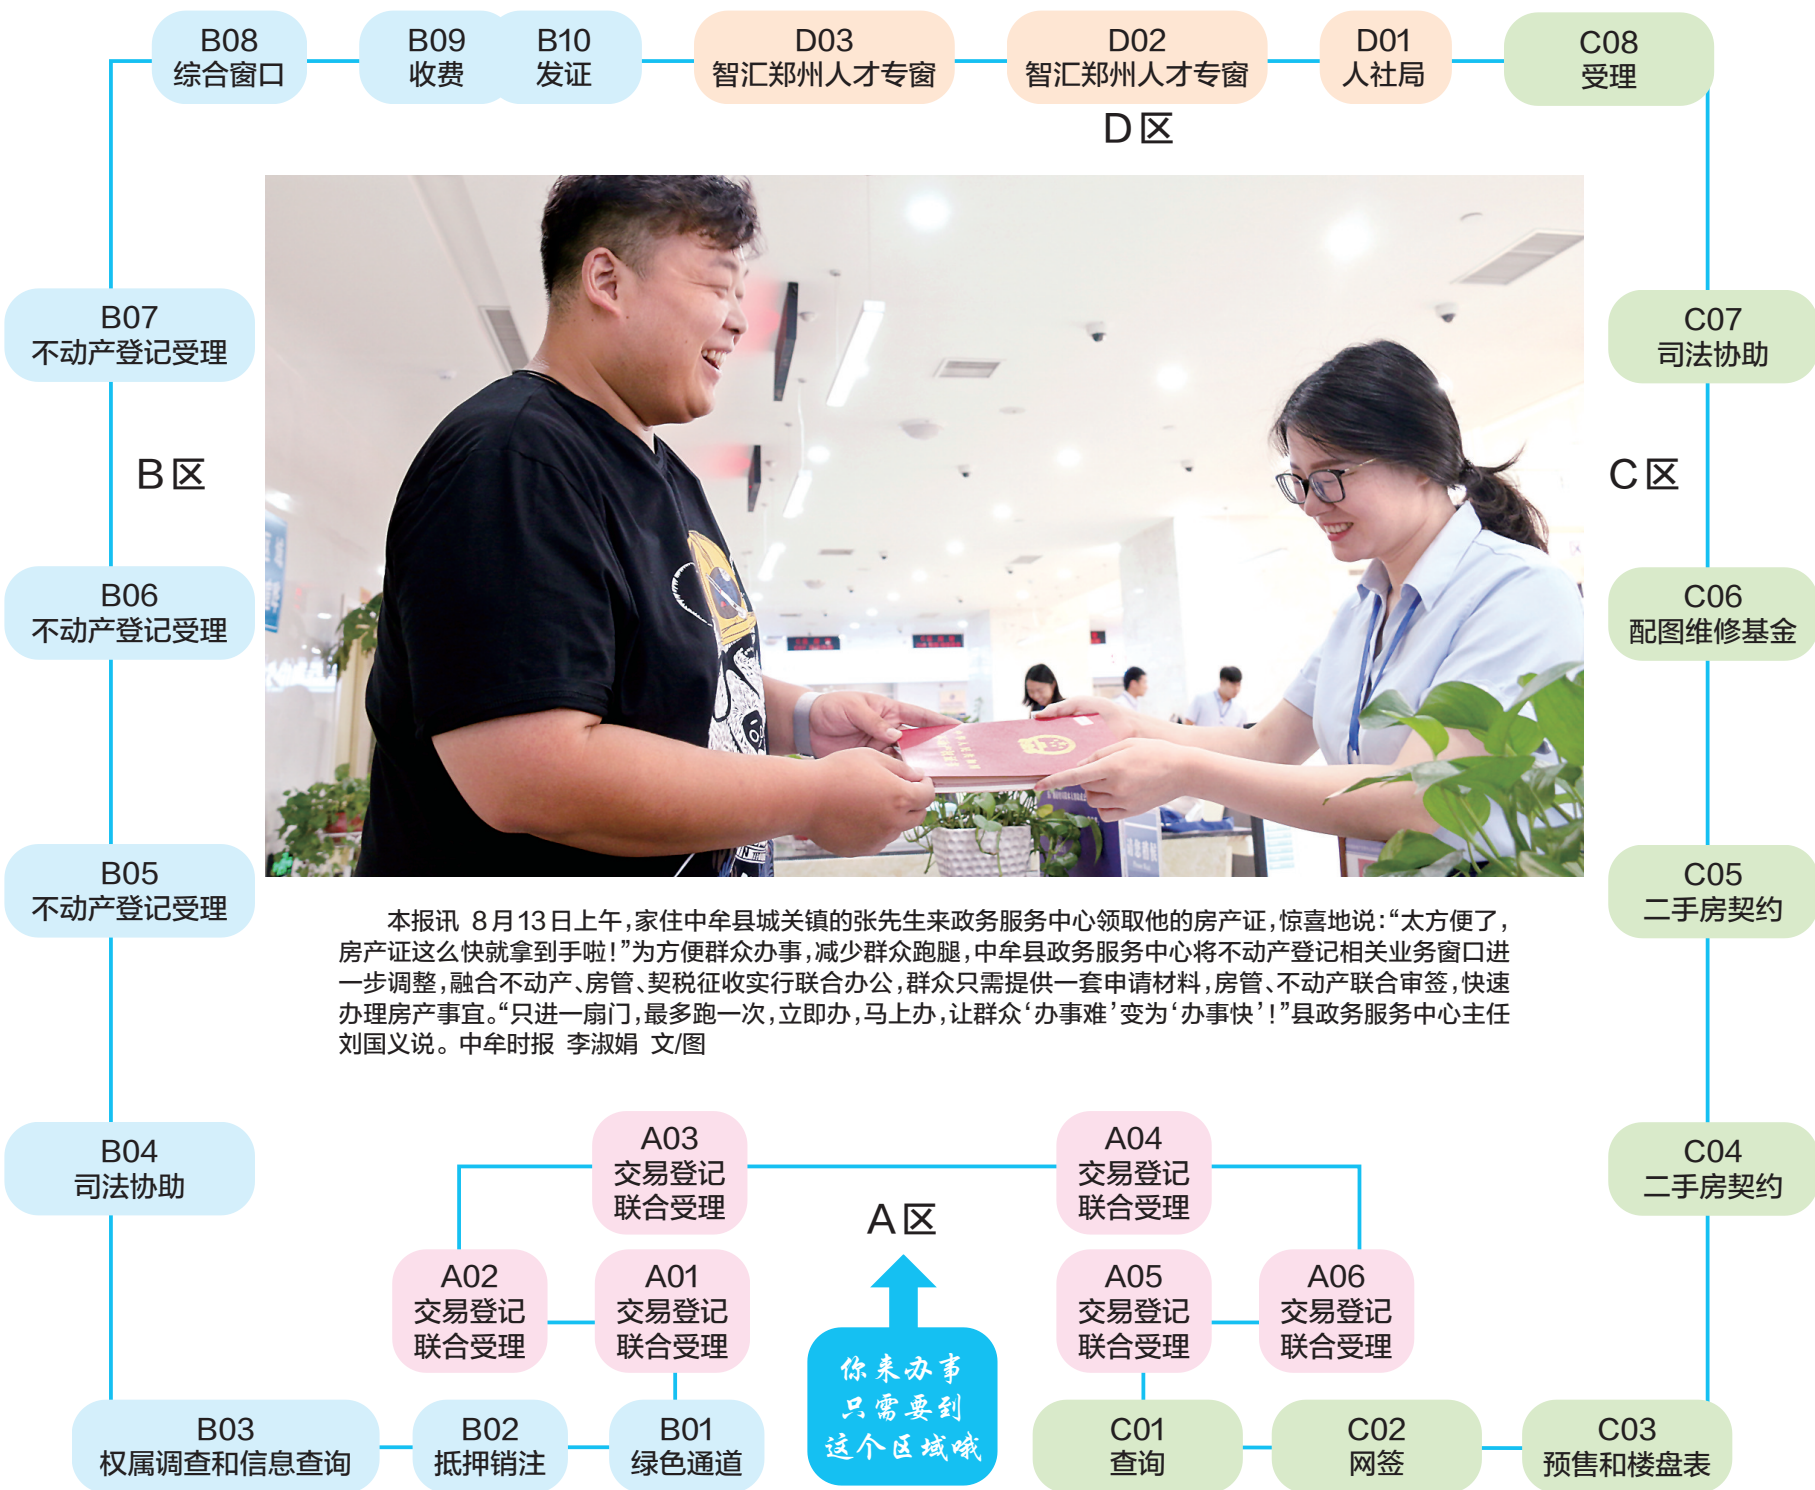 B08
综合窗口
B09
收费
B10
发证
D03
智汇郑州人才专窗
D02
智汇郑州人才专窗
D01
人社局
C08
受理
D区
B07
不动产登记受理
C07
司法协助
B区
C区
B06
不动产登记受理
C06
配图维修基金
B05
不动产登记受理
C05
二手房契约
本报讯 8月13日上午,家住中牟县城关镇的张先生来政务服务中心领取他的房产证,惊喜地说:“太方便了,
房产证这么快就拿到手啦!”为方便群众办事,减少群众跑腿,中牟县政务服务中心将不动产登记相关业务窗口进
一步调整,融合不动产、房管、契税征收实行联合办公,群众只需提供一套申请材料,房管、不动产联合审签,快速
办理房产事宜。“只进一扇门,最多跑一次,立即办,马上办,让群众‘办事难’变为‘办事快’!”县政务服务中心主任
刘国义说。中牟时报 李淑娟 文/图
B04
司法协助
C04
二手房契约
A03
交易登记
联合受理
A04
交易登记
联合受理
A区
A02
交易登记
联合受理
A01
交易登记
联合受理
A05
交易登记
联合受理
A06
交易登记
联合受理
你来办事
只需要到
这个区域哦
B03
权属调查和信息查询
B02
抵押销注
B01
绿色通道
C01
查询
C02
网签
C03
预售和楼盘表